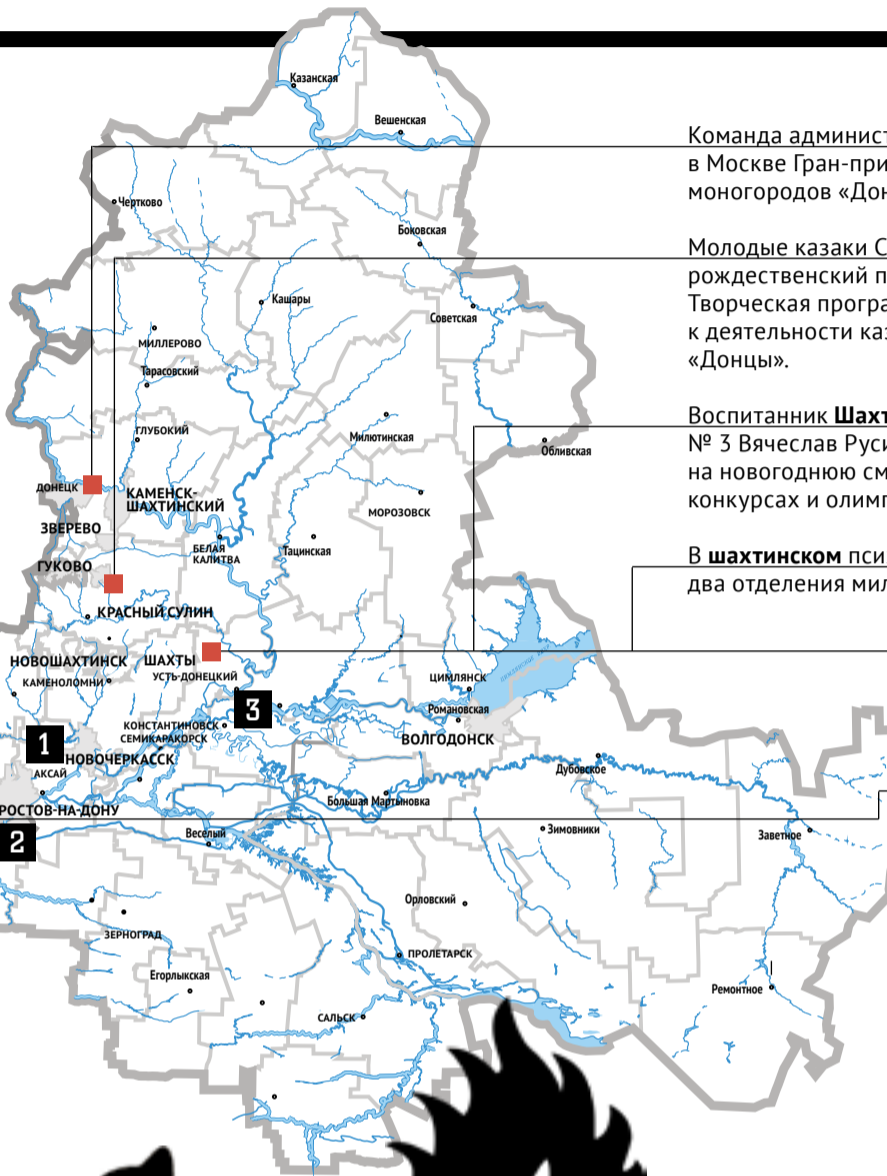 Казанская
Вешенская
Чертково
Боковская
Кашары
Советская
МИЛЛЕРОВО
Тарасовский
ГЛУБОКИЙ
Милютинская
Обливская
ДОНЕЦК
КАМЕНСК-
ШАХТИНСКИЙ
МОРОЗОВСК
ЗВЕРЕВО
БЕЛАЯ
КАЛИТВА
Тацинская
ГУКОВО
КРАСНЫЙ СУЛИН
НОВОШАХТИНСК
ШАХТЫ
КАМЕНОЛОМНИ
УСТЬ-ДОНЕЦКИЙ
ЦИМЛЯНСК
Романовская
3
КОНСТАНТИНОВСК
СЕМИКАРАКОРСК
ВОЛГОДОНСК
1
НОВОЧЕРКАССК
АКСАЙ
Дубовское
РОСТОВ-НА-ДОНУ
Большая Мартыновка
2
Веселый
Зимовники
Заветное
Орловский
ЗЕРНОГРАД
ПРОЛЕТАРСК
Егорлыкская
Ремонтное
САЛЬСК
Команда админист
в Москве Гран-при
моногородов «Дон
Молодые казаки С
рождественский п
Творческая програ
к деятельности каз
«Донцы».
Воспитанник Шахт
№ 3 Вячеслав Руси
на новогоднюю см
конкурсах и олимп
В шахтинском пси
два отделения мил